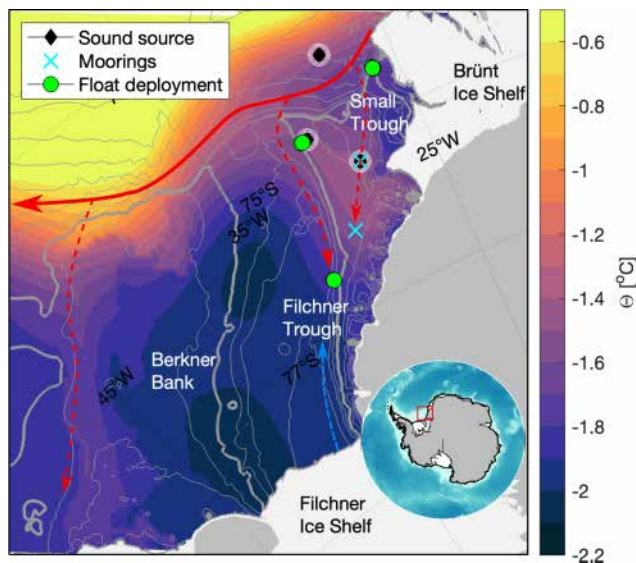 Sound source
Moorings
Float deployment
Brünt
Ice Shelf
Small
Trough
25°W
75°S
35°W
Filchner
Trough
Berkner
Bank
77°S
45°W
Filchner
Ice Shelf
-0.6
-0.8
-1
-1.2
-1.4
-1.6
-1.8
-2
-2.2
Θ [°C]